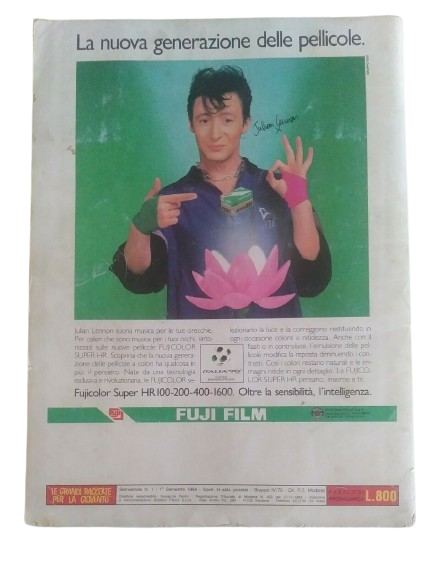 La nuova generazione delle pellicole.
Julian Lennon
Julian Lennon suona musica per le tue orecchie.
Per colori che sono musica per i tuoi occhi,
sulle nuove pellicole FUJICOLOR
SUPER HR. Scoprirai che la nuova genera-
zione delle pellicole a colori ha qualcosa in
più: il pensiero. Nate da una tecnologia
esclusiva e rivoluzionaria, le FUJICOLOR se-
lezionano la luce e la correggono restituendo in
ogni occasione colore e nitidezza. Anche con il
flash o in controluce, l'emulsione delle pel-
licole modifica la risposta diminuendo i con-
trasti. Così i colori restano naturali e le im-
magini nitide in ogni dettaglio. Le FUJICO-
LOR SUPER HR pensano, insieme a te.
ITALIA'90
Fujicolor Super HR100-200-400-1600. Oltre la sensibilità, l'intelligenza.
FUJI FILM
LE GRANDI RACCOLTE
PER LA GIOVENTÙ
L.800